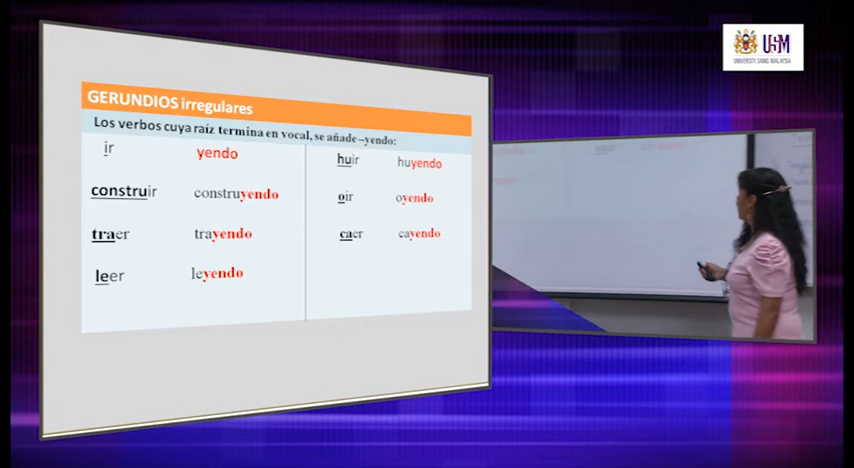 USM
UNIVERSITI SAINS MALAYSIA
GERUNDIOS irregulares
Los verbos cuya raíz termina en vocal, se añade –yendo:
ir yendo
construir construyendo
traer trayendo
leer leyendo
huir huyendo
oír oyendo
caer cayendo